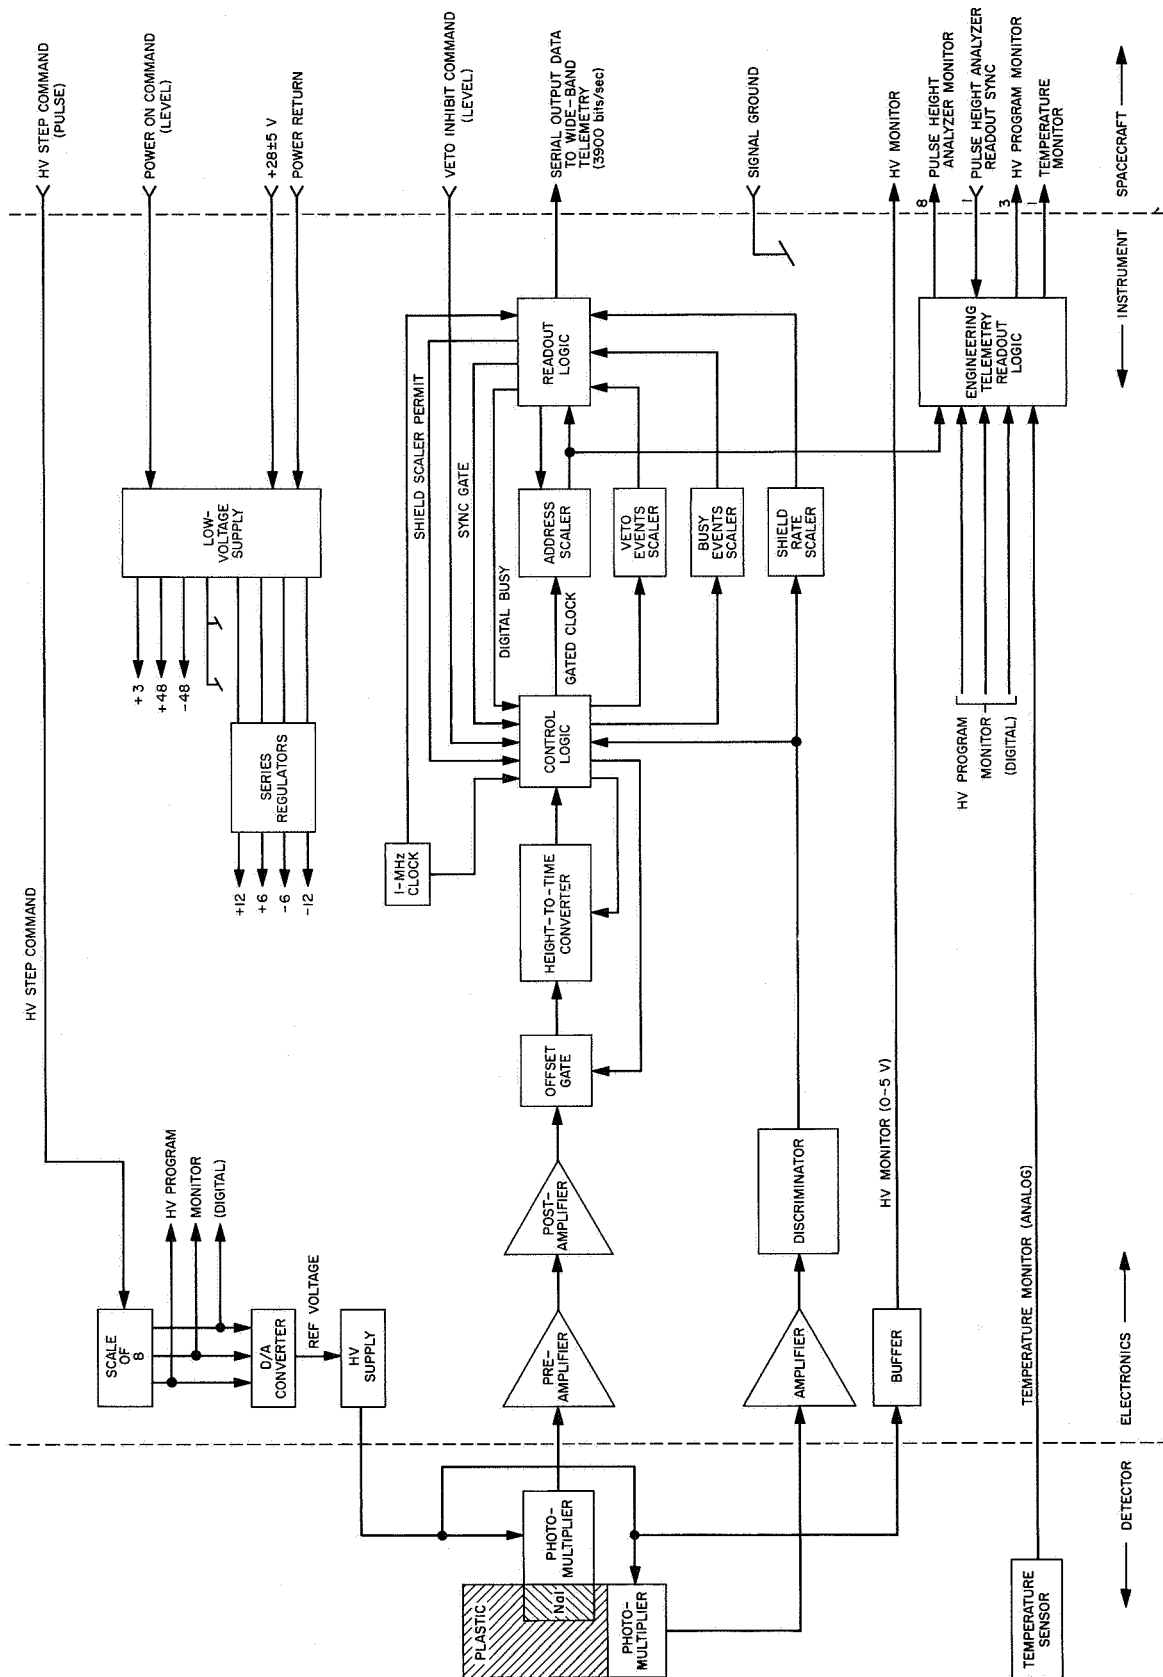 HV STEP COMMAND
(PULSE)
POWER ON COMMAND
(LEVEL)
+28±5 V
POWER RETURN
VETO INHIBIT COMMAND
(LEVEL)
SERIAL OUTPUT DATA
TO WIDE-BAND
TELEMETRY
(3900 bits/sec)
SIGNAL GROUND
HV MONITOR
8
PULSE HEIGHT
ANALYZER MONITOR
1
PULSE HEIGHT ANALYZER
READOUT SYNC
3
HV PROGRAM MONITOR
1
TEMPERATURE
MONITOR
SPACECRAFT
INSTRUMENT
HV STEP COMMAND
LOW-
VOLTAGE
SUPPLY
+3
+48
-48
SERIES
REGULATORS
+12
+6
-6
-12
SHIELD SCALER PERMIT
SYNC GATE
DIGITAL BUSY
GATED CLOCK
READOUT
LOGIC
ADDRESS
SCALER
VETO
EVENTS
SCALER
BUSY
EVENTS
SCALER
SHIELD
RATE
SCALER
ENGINEERING
TELEMETRY
READOUT
LOGIC
1-MHz
CLOCK
CONTROL
LOGIC
HEIGHT-TO-TIME
CONVERTER
OFFSET
GATE
POST-
AMPLIFIER
PRE-
AMPLIFIER
DISCRIMINATOR
AMPLIFIER
HV PROGRAM
MONITOR
(DIGITAL)
HV MONITOR (0-5 V)
BUFFER
TEMPERATURE MONITOR (ANALOG)
SCALE
OF
8
HV PROGRAM
MONITOR
(DIGITAL)
D/A
CONVERTER
REF VOLTAGE
HV
SUPPLY
ELECTRONICS
DETECTOR
PLASTIC
NaI
PHOTO-
MULTIPLIER
PHOTO-
MULTIPLIER
TEMPERATURE
SENSOR